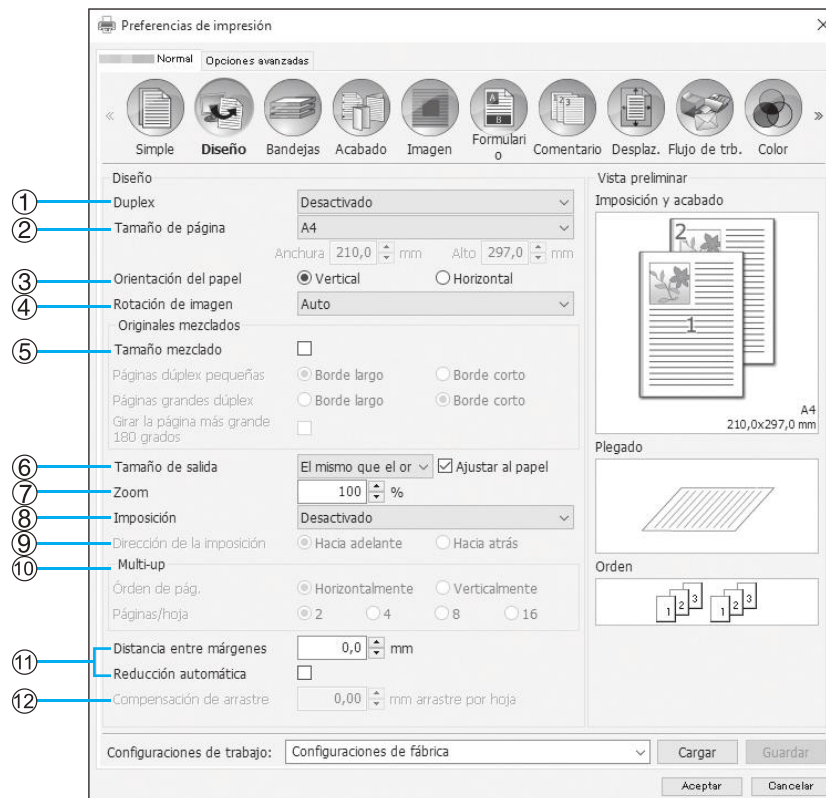 Preferencias de impresión
Normal Opciones avanzadas
Simple Diseño Bandejas Acabado Imagen Formulari
o Comentario Desplaz. Flujo de trb. Color
Diseño
① Duplex Desactivado
② Tamaño de página A4
Anchura 210,0 mm Alto 297,0 mm
③ Orientación del papel Vertical Horizontal
④ Rotación de imagen Auto
Originales mezclados
⑤ Tamaño mezclado
Páginas dúplex pequeñas Borde largo Borde corto
Páginas grandes dúplex Borde largo Borde corto
Girar la página más grande
180 grados
⑥ Tamaño de salida El mismo que el or Ajustar al papel
⑦ Zoom 100 %
⑧ Imposición Desactivado
⑨ Dirección de la imposición Hacia adelante Hacia atrás
⑩ Multi-up
Órden de pág. Horizontalmente Verticalmente
Páginas/hoja 2 4 8 16
⑪ Distancia entre márgenes 0,0 mm
Reducción automática
⑫ Compensación de arrastre 0,00 mm arrastre por hoja
Vista preliminar
Imposición y acabado
2
1
A4
210,0x297,0 mm
Plegado
Orden
1 2 3 1 2 3
Configuraciones de trabajo: Configuraciones de fábrica Cargar Guardar
Aceptar Cancelar